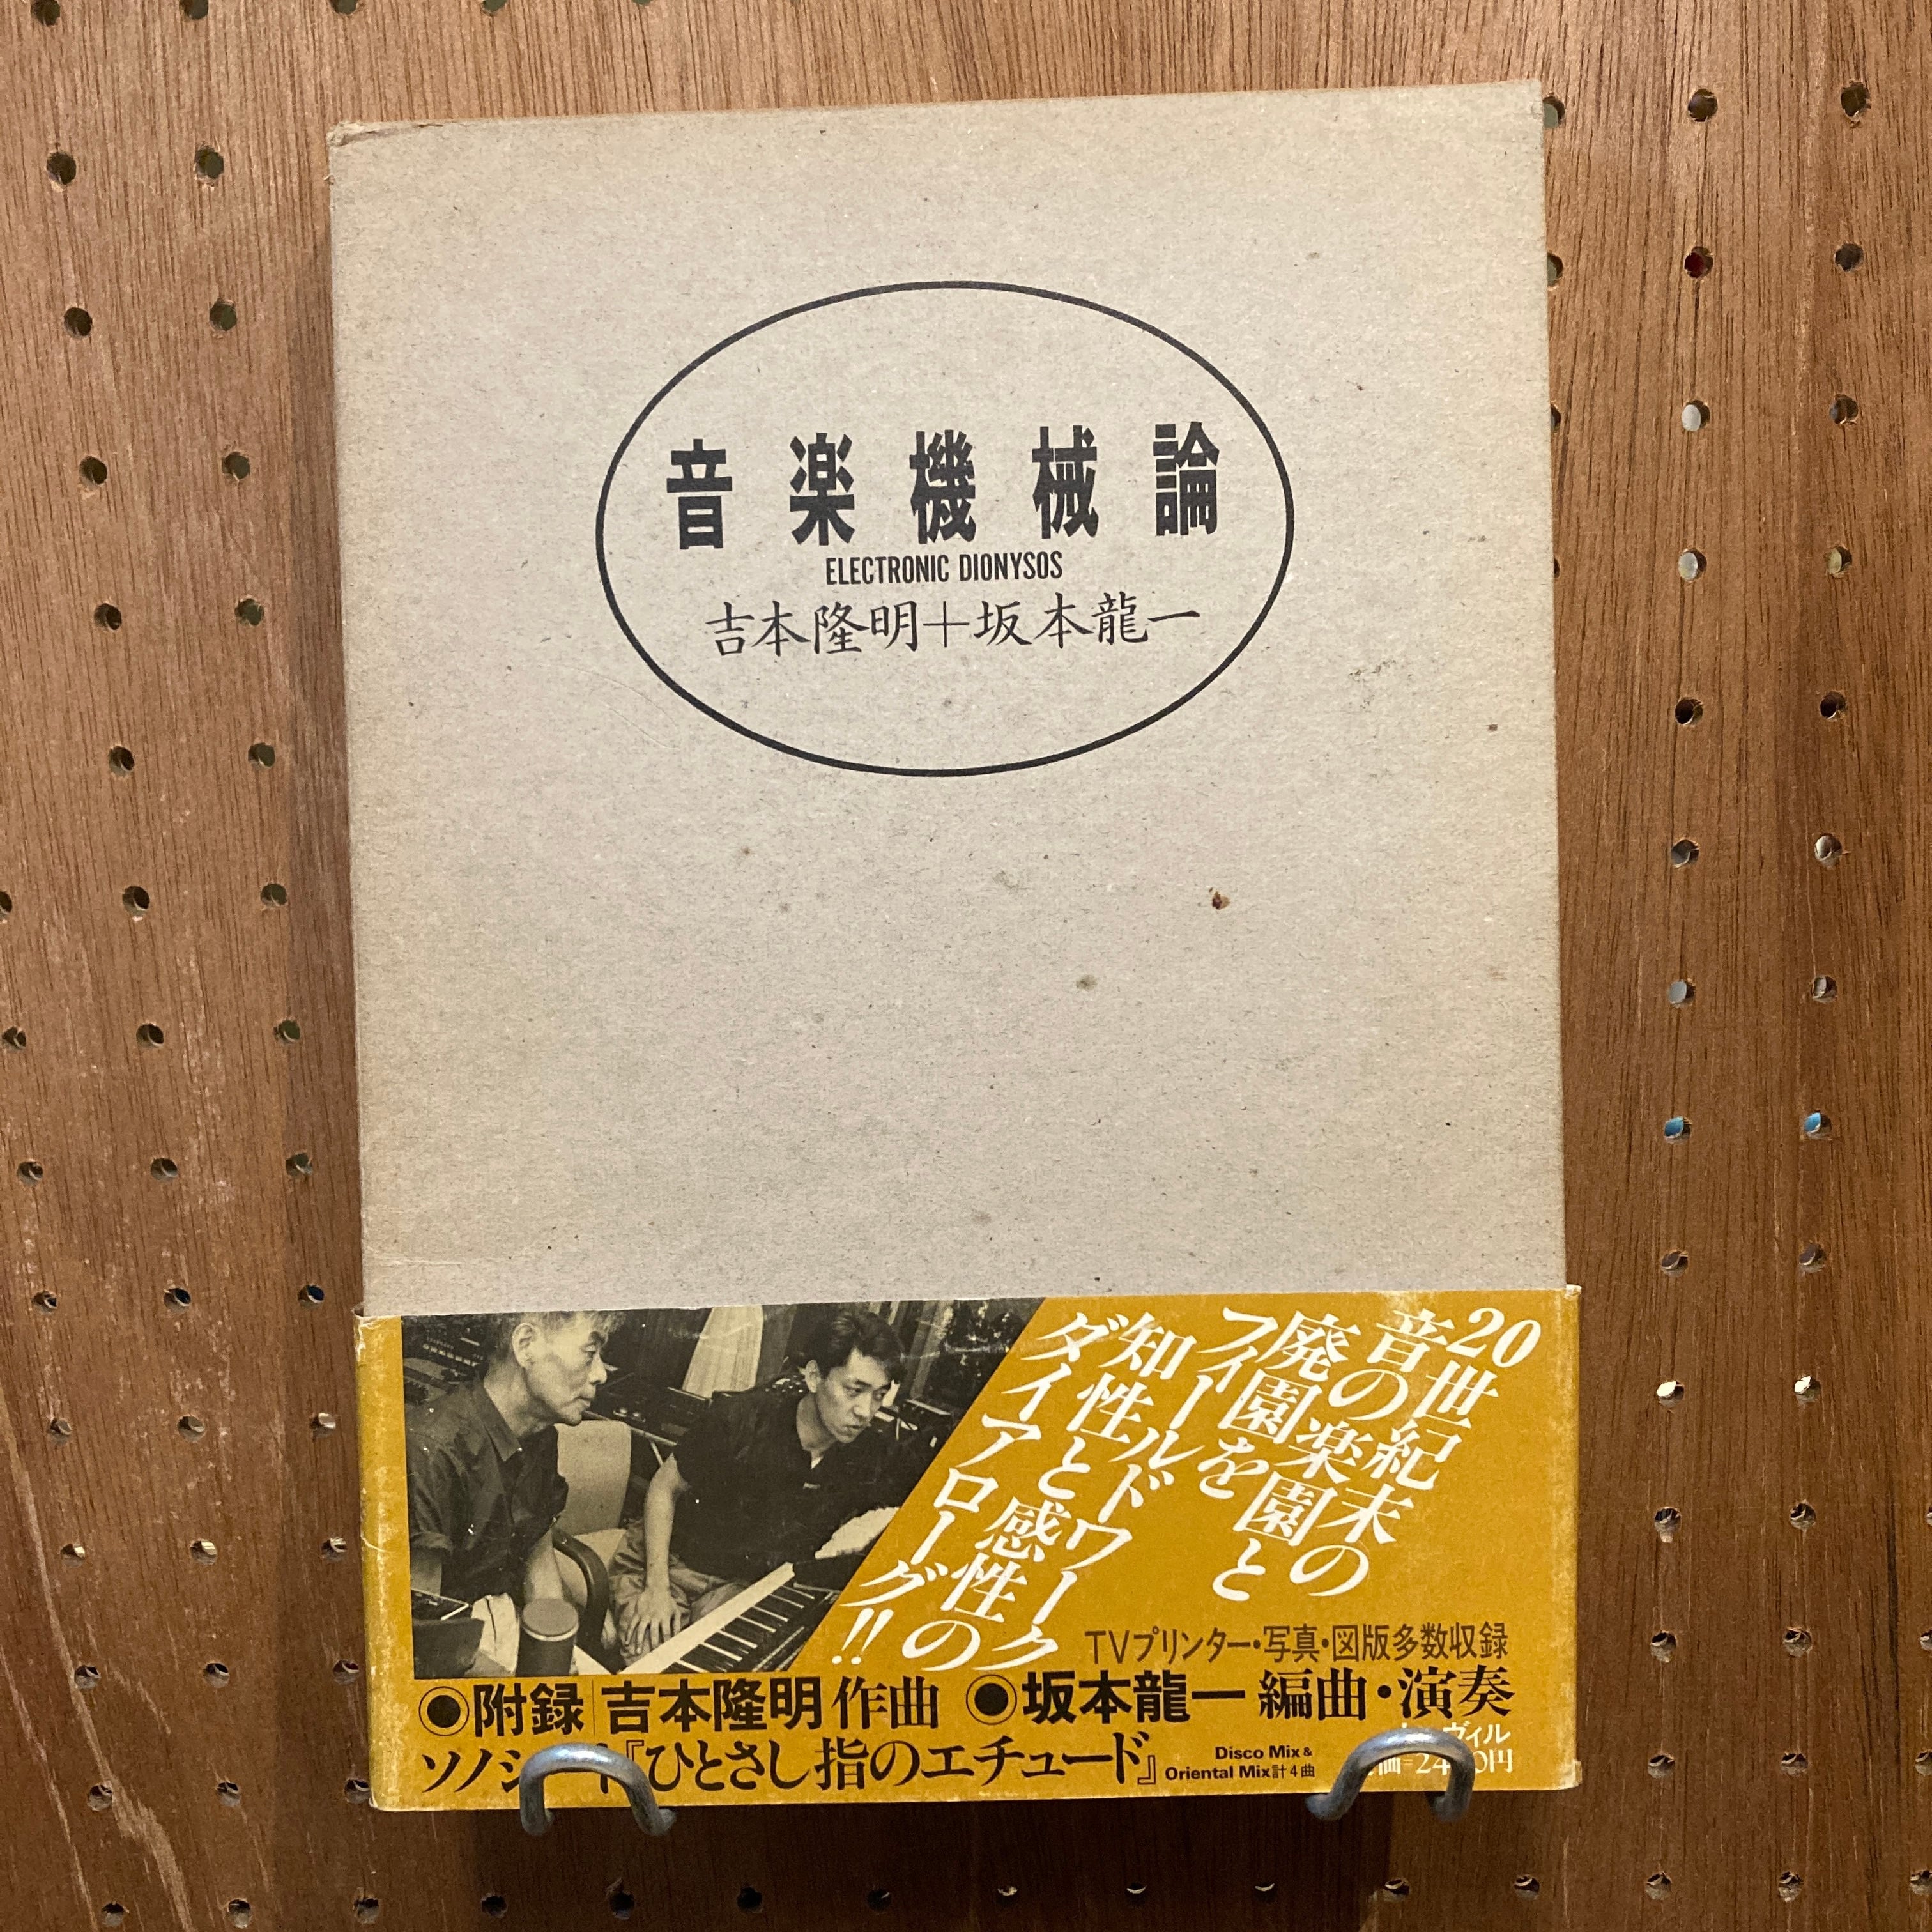 音楽機械論
ELECTRONIC DIONYSOS
吉本隆明+坂本龍一
20世紀末の
音の楽園と
廃園を
フィールドワーク
知性と感性の
ダイアローグ!!
TVプリンター・写真・図版多数収録
●附録|吉本隆明作曲 ●坂本龍一編曲・演奏
『ひとさし指のエチュード』
Disco Mix &
Oriental Mix計4曲